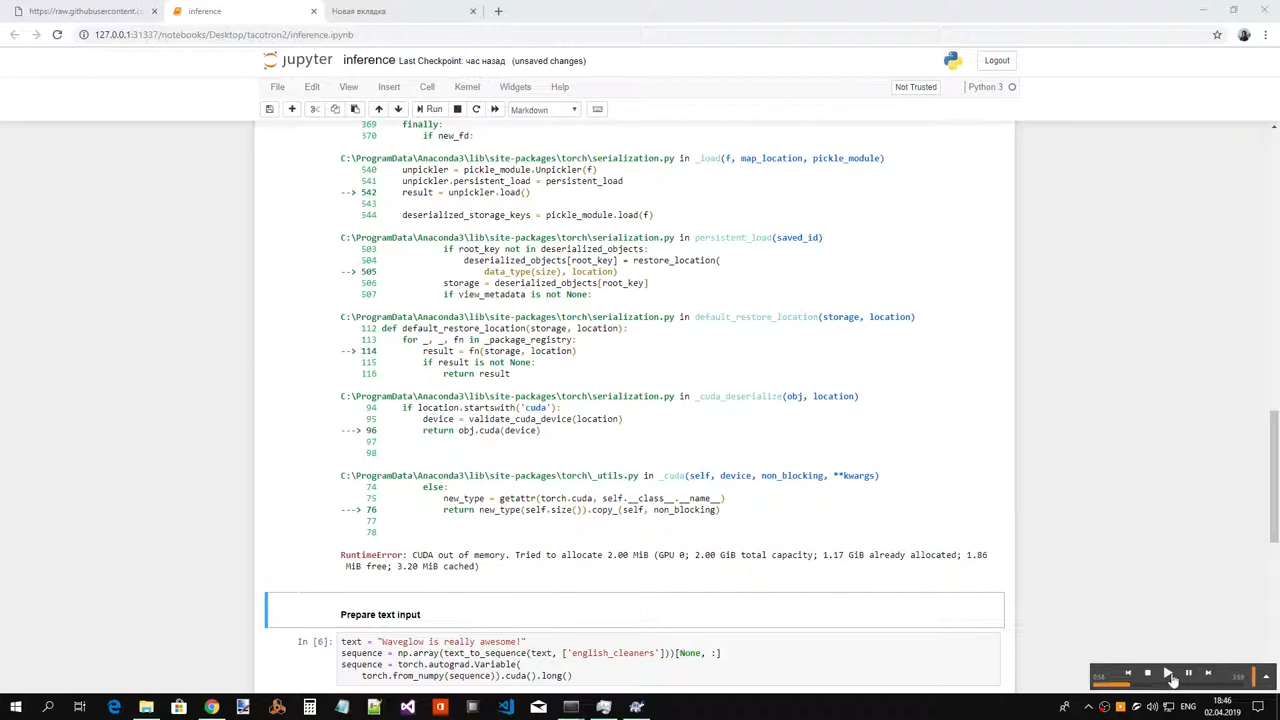 https://raw.githubusercontent.cc
inference
Новая вкладка
127.0.0.1:31337/notebooks/Desktop/tacotron2/inference.ipynb
jupyter inference Last Checkpoint: час назад (unsaved changes)
Logout
File Edit View Insert Cell Kernel Widgets Help
Not Trusted
Python 3
Run
Markdown
369 finally:
370 if new_fd:
C:\ProgramData\Anaconda3\lib\site-packages\torch\serialization.py in _load(f, map_location, pickle_module)
540 unpickler = pickle_module.Unpickler(f)
541 unpickler.persistent_load = persistent_load
--> 542 result = unpickler.load()
543
544 deserialized_storage_keys = pickle_module.load(f)
C:\ProgramData\Anaconda3\lib\site-packages\torch\serialization.py in persistent_load(saved_id)
503 if root_key not in deserialized_objects:
504 deserialized_objects[root_key] = restore_location(
--> 505 data_type(size), location)
506 storage = deserialized_objects[root_key]
507 if view_metadata is not None:
C:\ProgramData\Anaconda3\lib\site-packages\torch\serialization.py in default_restore_location(storage, location)
112 def default_restore_location(storage, location):
113 for _, _, fn in _package_registry:
--> 114 result = fn(storage, location)
115 if result is not None:
116 return result
C:\ProgramData\Anaconda3\lib\site-packages\torch\serialization.py in _cuda_deserialize(obj, location)
94 if location.startswith('cuda'):
95 device = validate_cuda_device(location)
---> 96 return obj.cuda(device)
97
98
C:\ProgramData\Anaconda3\lib\site-packages\torch\_utils.py in _cuda(self, device, non_blocking, **kwargs)
74 else:
75 new_type = getattr(torch.cuda, self.__class__.__name__)
---> 76 return new_type(self.size()).copy_(self, non_blocking)
77
78
RuntimeError: CUDA out of memory. Tried to allocate 2.00 MiB (GPU 0; 2.00 GiB total capacity; 1.17 GiB already allocated; 1.86
MiB free; 3.20 MiB cached)
Prepare text input
In [6]: text = "Waveglow is really awesome!"
sequence = np.array(text_to_sequence(text, ['english_cleaners']))[None, :]
sequence = torch.autograd.Variable(
torch.from_numpy(sequence)).cuda().long()
0:58
3:59
ENG
18:46
02.04.2019